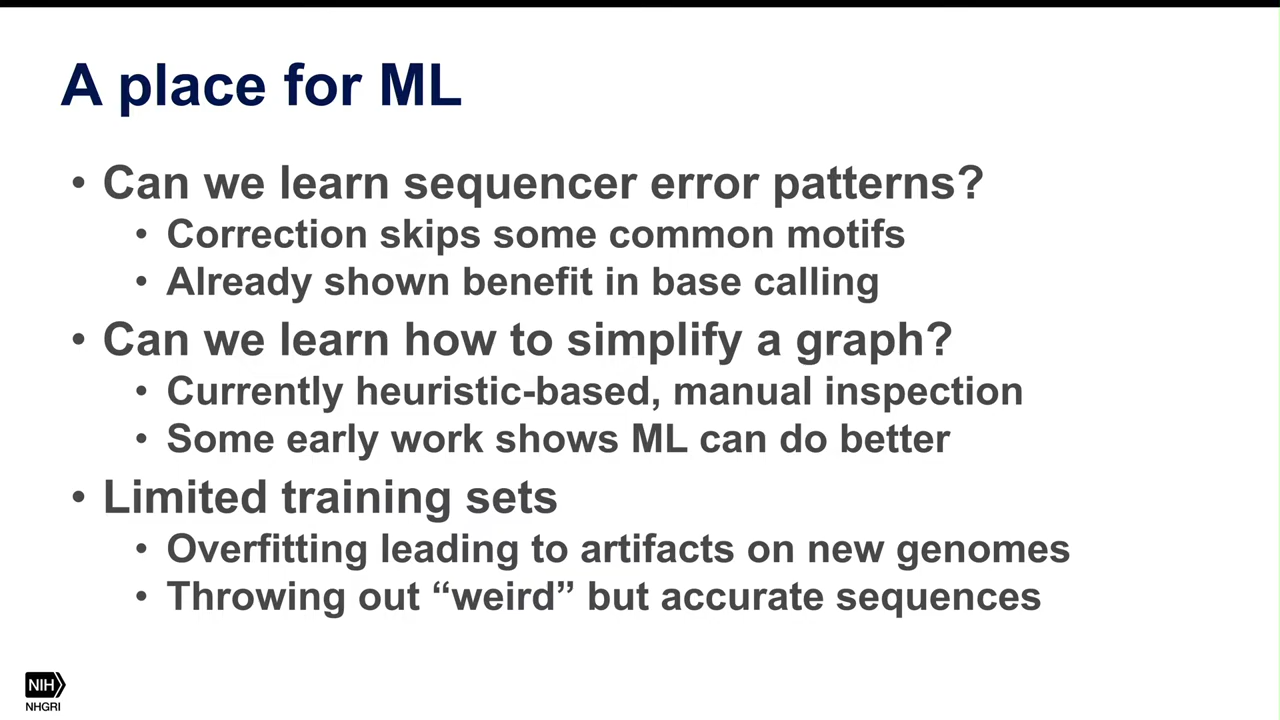 A place for ML
• Can we learn sequencer error patterns?
• Correction skips some common motifs
• Already shown benefit in base calling
• Can we learn how to simplify a graph?
• Currently heuristic-based, manual inspection
• Some early work shows ML can do better
• Limited training sets
• Overfitting leading to artifacts on new genomes
• Throwing out “weird” but accurate sequences
NIH
NHGRI